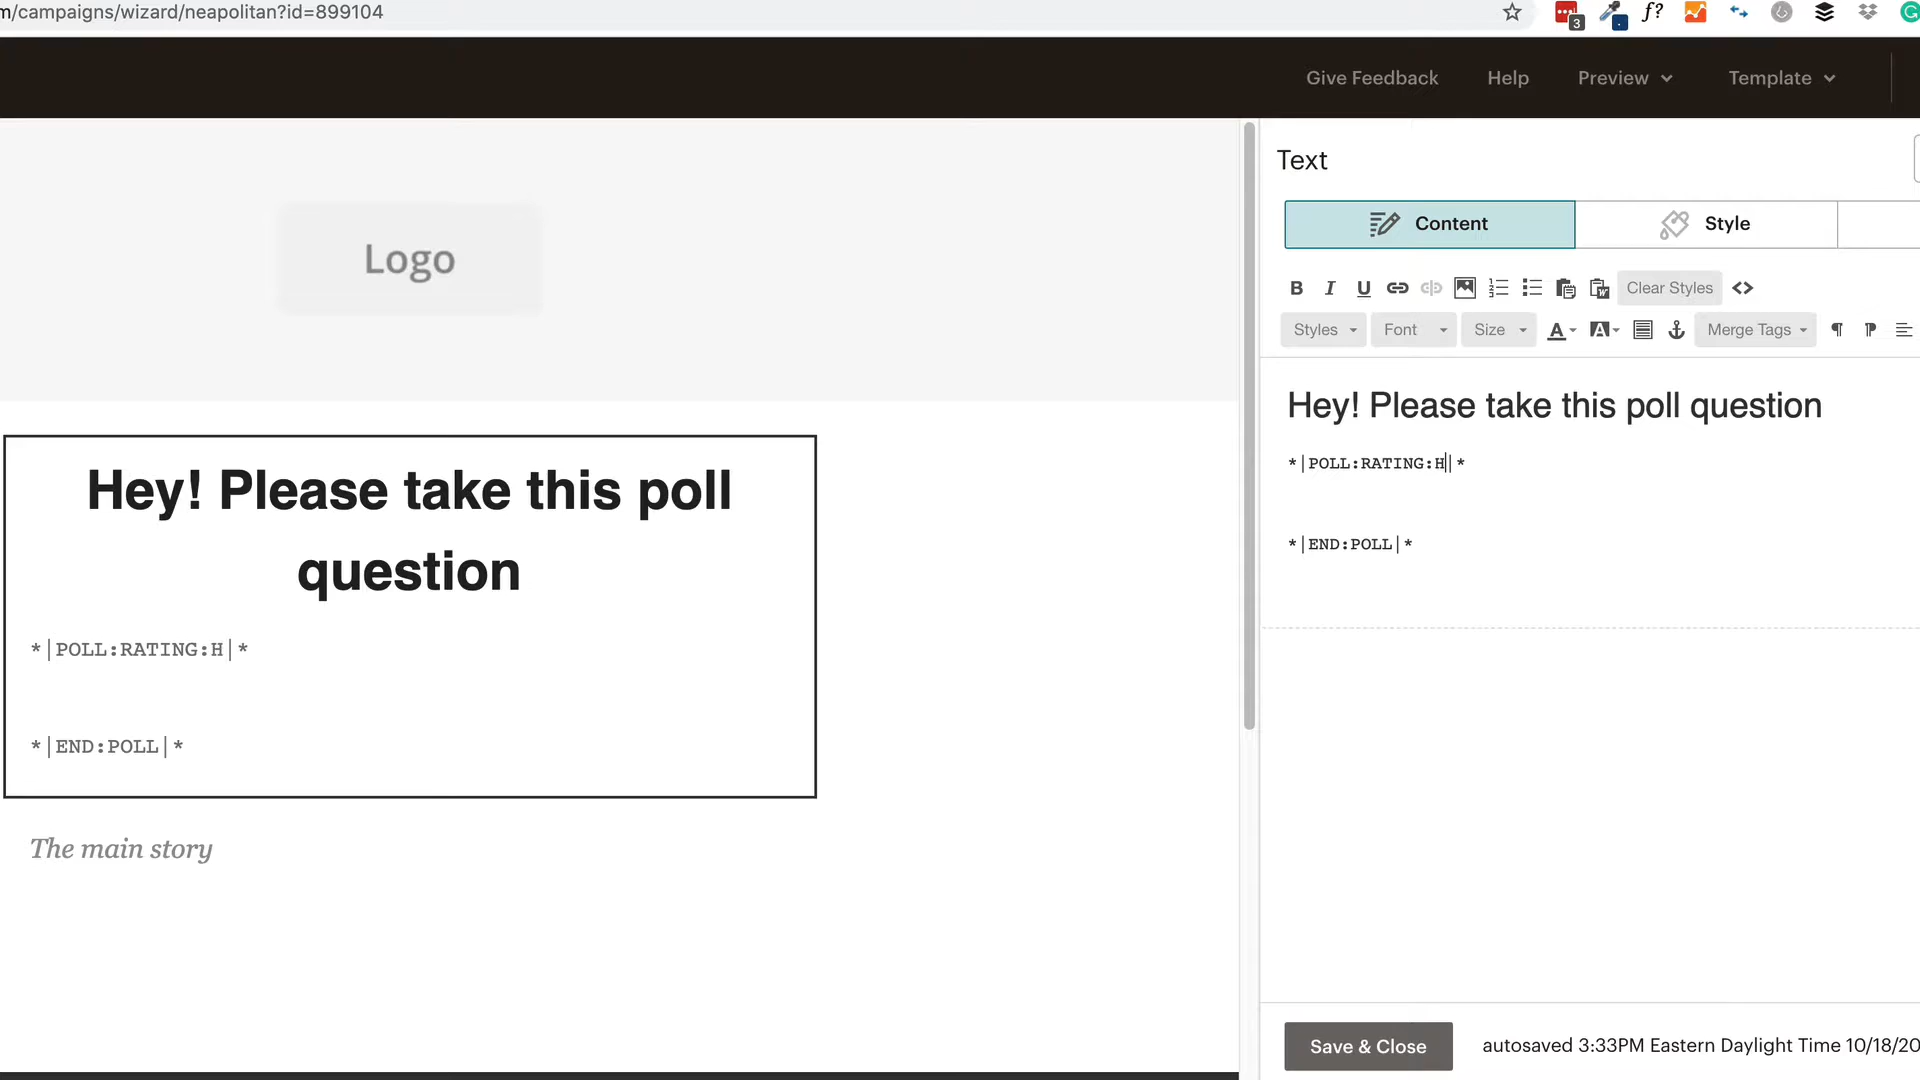 m/campaigns/wizard/neapolitan?id=899104
3
f?
Give Feedback
Help
Preview
Template
Logo
Hey! Please take this poll
question
*|POLL:RATING:H|*
*|END:POLL|*
The main story
Text
Content
Style
B I U
Clear Styles
Styles
Font
Size
A
A
Merge Tags
Hey! Please take this poll question
*|POLL:RATING:H|*
*|END:POLL|*
Save & Close
autosaved 3:33PM Eastern Daylight Time 10/18/20